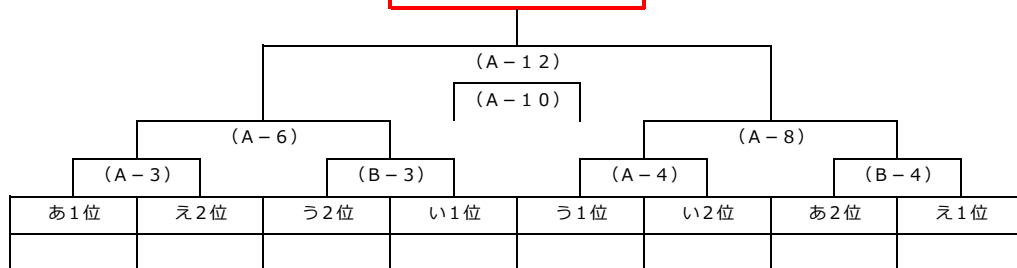 （A－12）
（A－10）
（A－6） （A－8）
（A－3） （B－3） （A－4） （B－4）
あ1位 え2位 う2位 い1位 う1位 い2位 あ2位 え1位